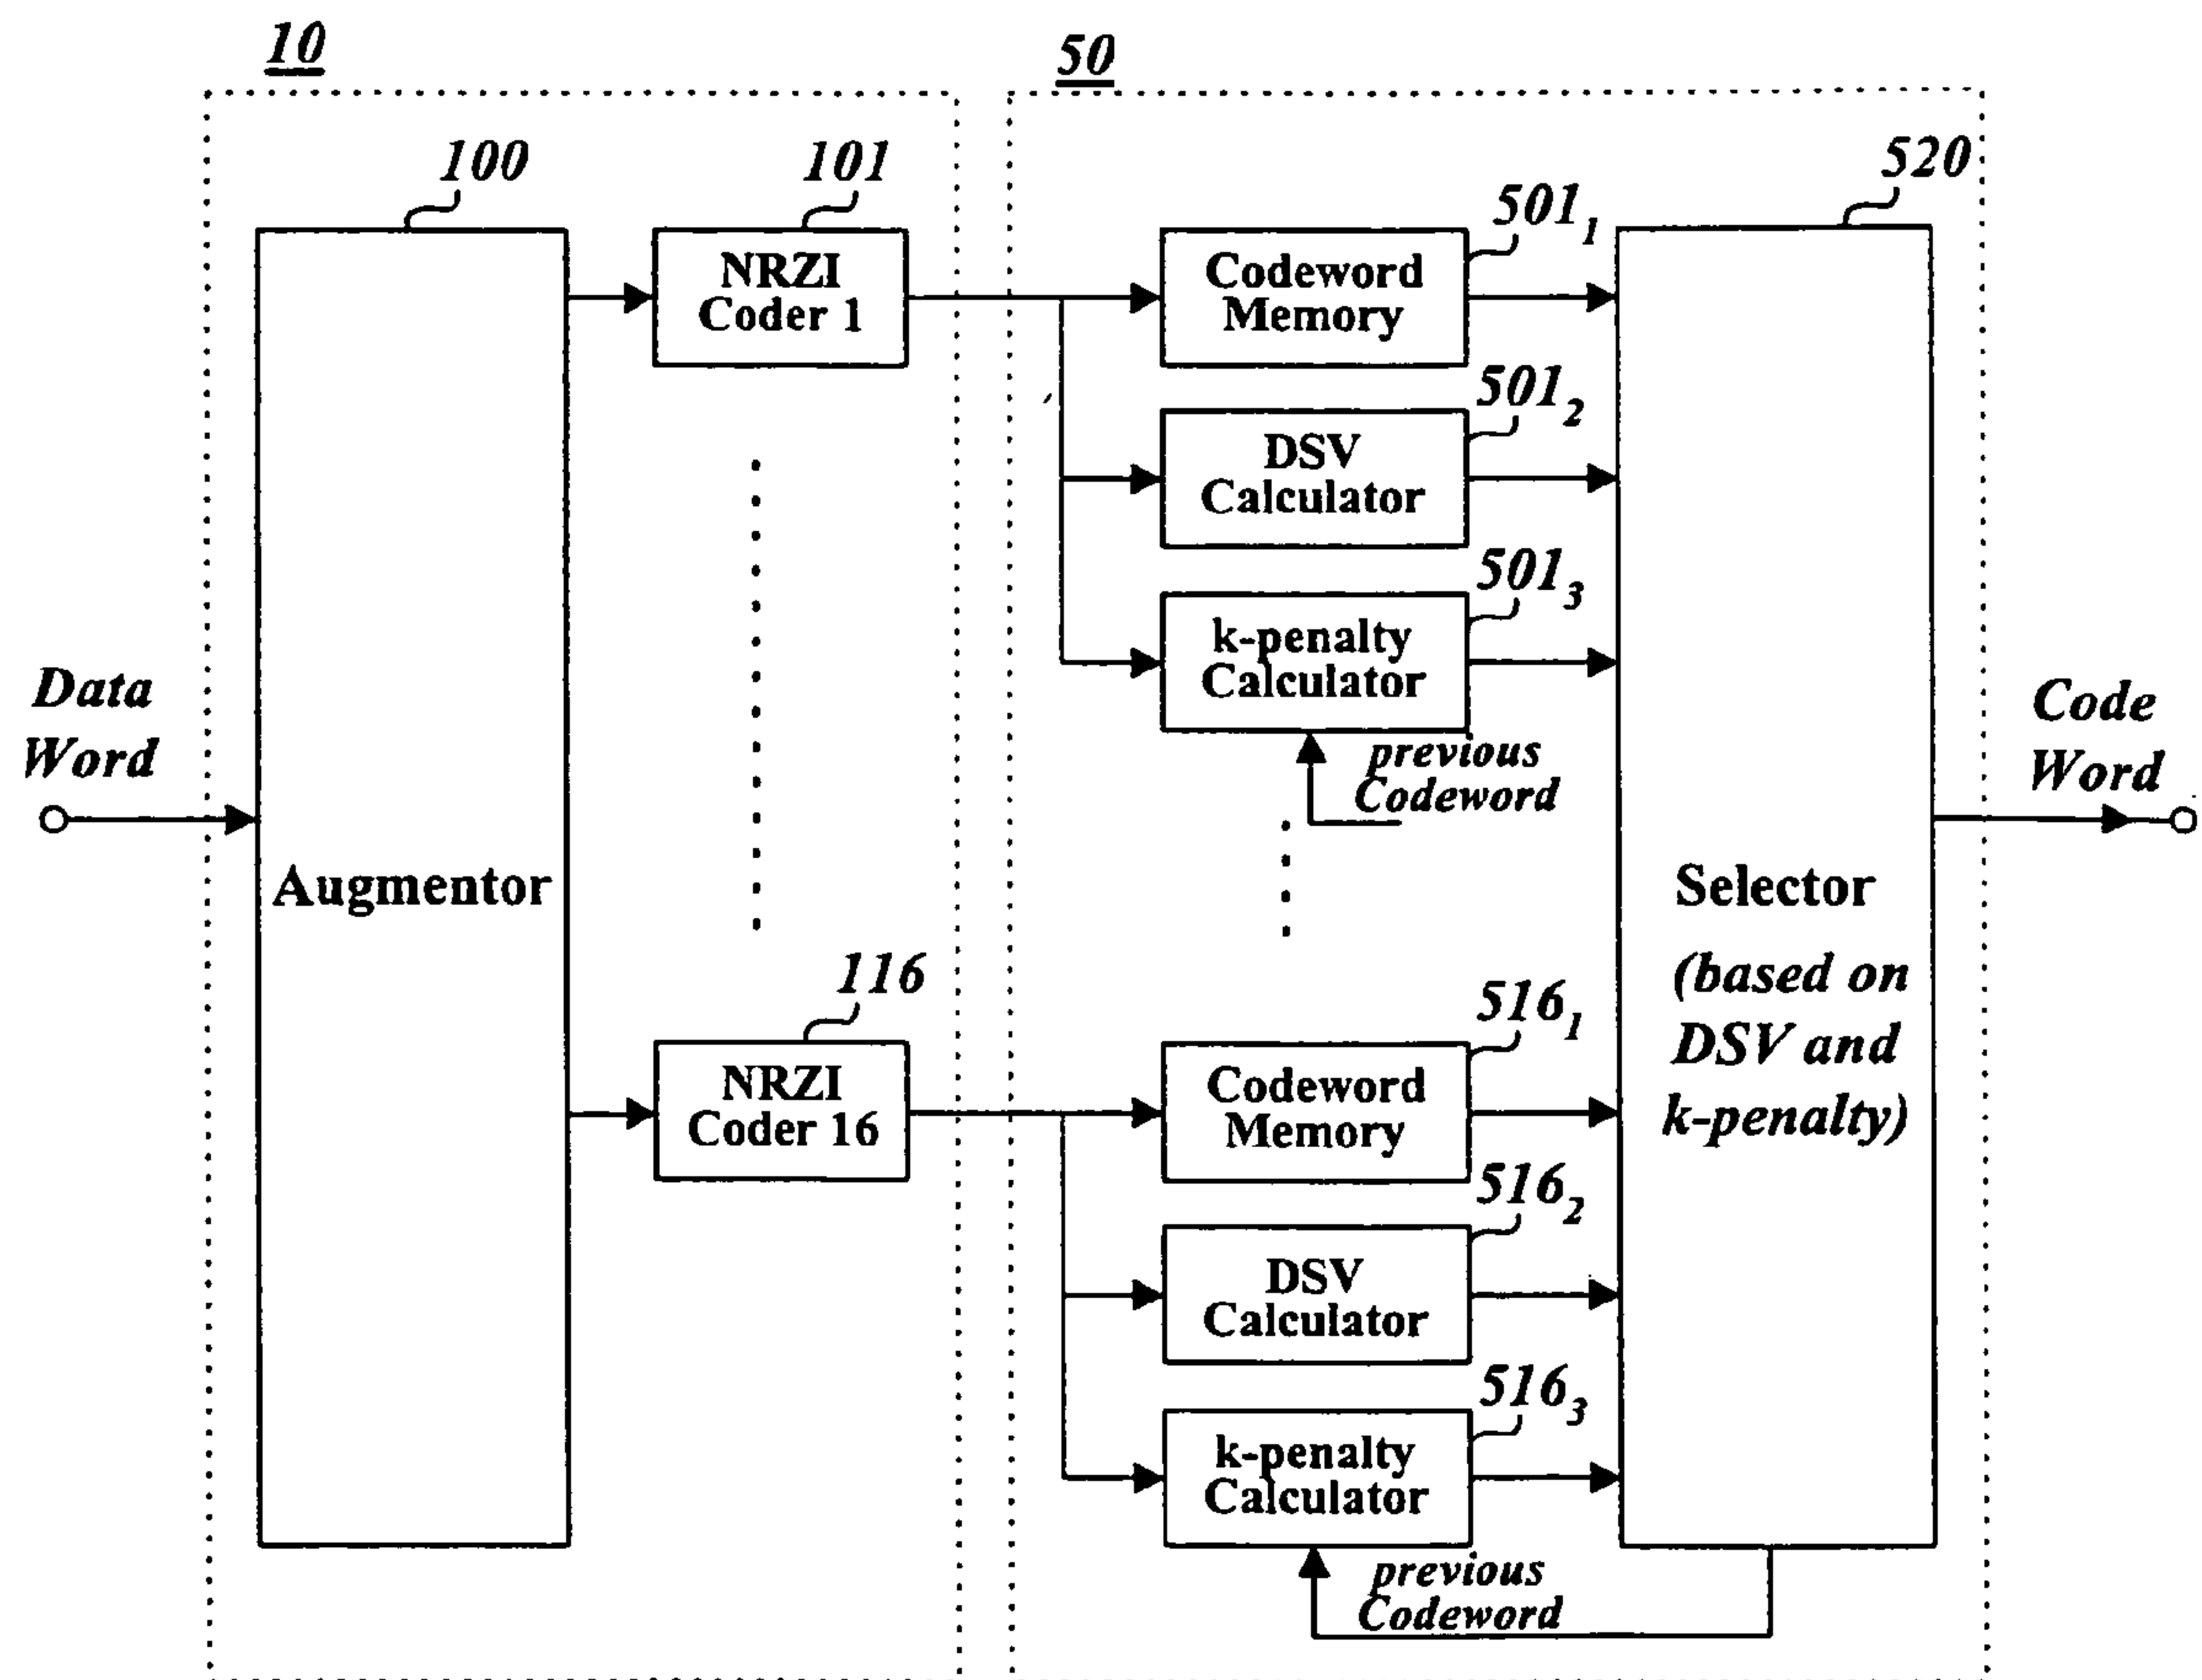 10
50
100
101
520
501₁
NRZI
Coder 1
Codeword
Memory
501₂
DSV
Calculator
501₃
k-penalty
Calculator
previous
Codeword
Data
Word
Code
Word
Augmentor
Selector
(based on
DSV and
k-penalty)
116
516₁
NRZI
Coder 16
Codeword
Memory
516₂
DSV
Calculator
516₃
k-penalty
Calculator
previous
Codeword